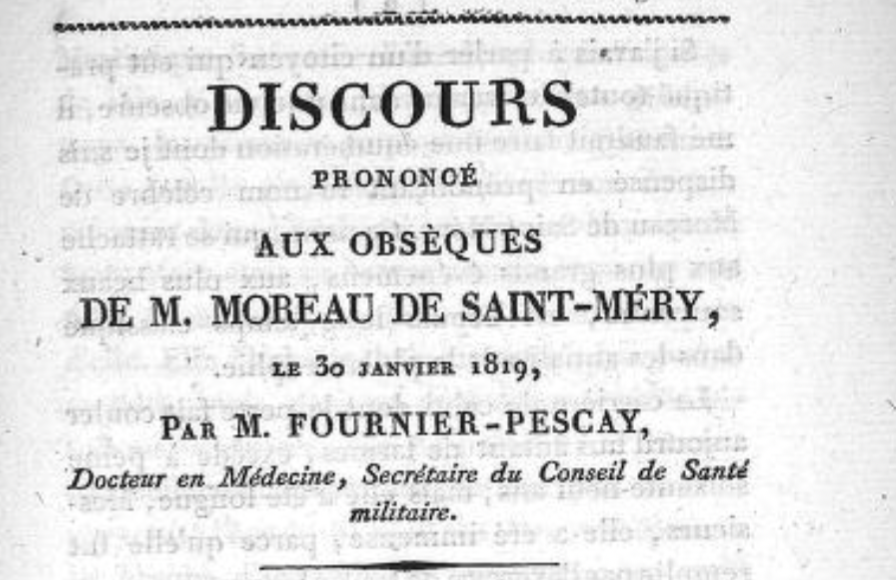 DISCOURS
PRONONCÉ
AUX OBSÈQUES
DE M. MOREAU DE SAINT-MÉRY,
LE 30 JANVIER 1819,
PAR M. FOURNIER-PESCAY,
Docteur en Médecine, Secrétaire du Conseil de Santé
militaire.